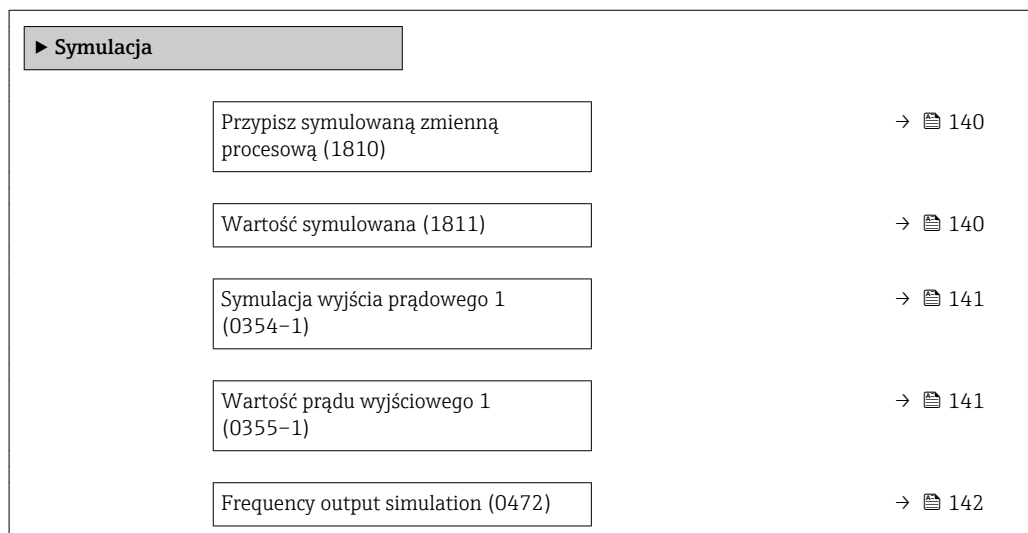 ▶ Symulacja
Przypisz symulowaną zmienną
procesową (1810)
→ 140
Wartość symulowana (1811)
→ 140
Symulacja wyjścia prądowego 1
(0354–1)
→ 141
Wartość prądu wyjściowego 1
(0355–1)
→ 141
Frequency output simulation (0472)
→ 142